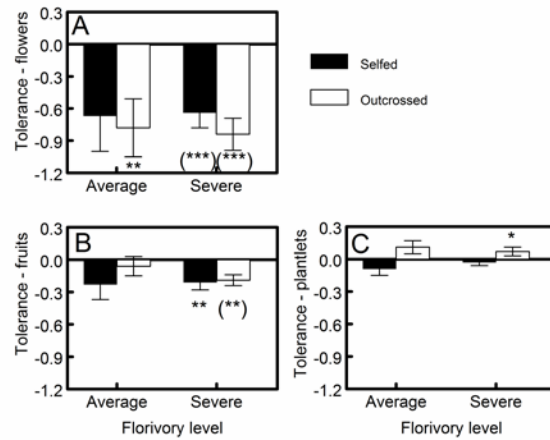 A
Tolerance - flowers
0.3
0.0
-0.3
-0.6
-0.9
-1.2
**
(***)
(***)
Average
Severe
Selfed
Outcrossed
B
Tolerance - fruits
0.3
0.0
-0.3
-0.6
-0.9
-1.2
**
(**)
Average
Severe
Florivory level
C
Tolerance - plantlets
0.3
0.0
-0.3
-0.6
-0.9
-1.2
*
Average
Severe
Florivory level